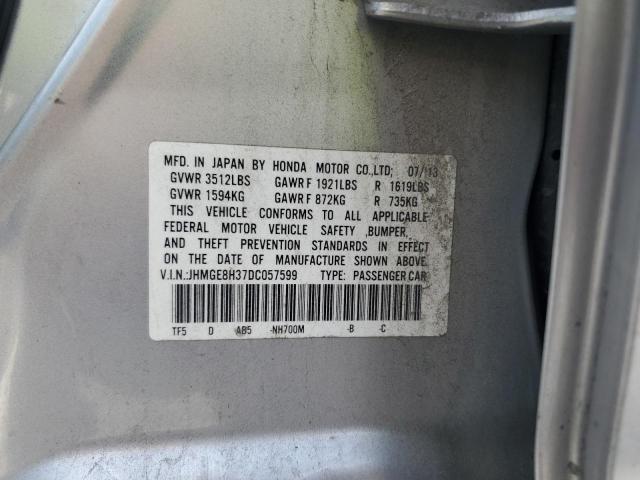 MFD. IN JAPAN BY HONDA MOTOR CO.,LTD; 07/13
GVWR 3512LBS GAWR F 1921LBS R 1619LBS
GVWR 1594KG GAWR F 872KG R 735KG
THIS VEHICLE CONFORMS TO ALL APPLICABLE
FEDERAL MOTOR VEHICLE SAFETY ,BUMPER,
AND THEFT PREVENTION STANDARDS IN EFFECT
ON THE DATE OF MANUFACTURE SHOWN ABOVE.
V.I.N.:JHMGE8H37DC057599 TYPE: PASSENGER CAR
TF5 D AB5 -NH700M -B -C